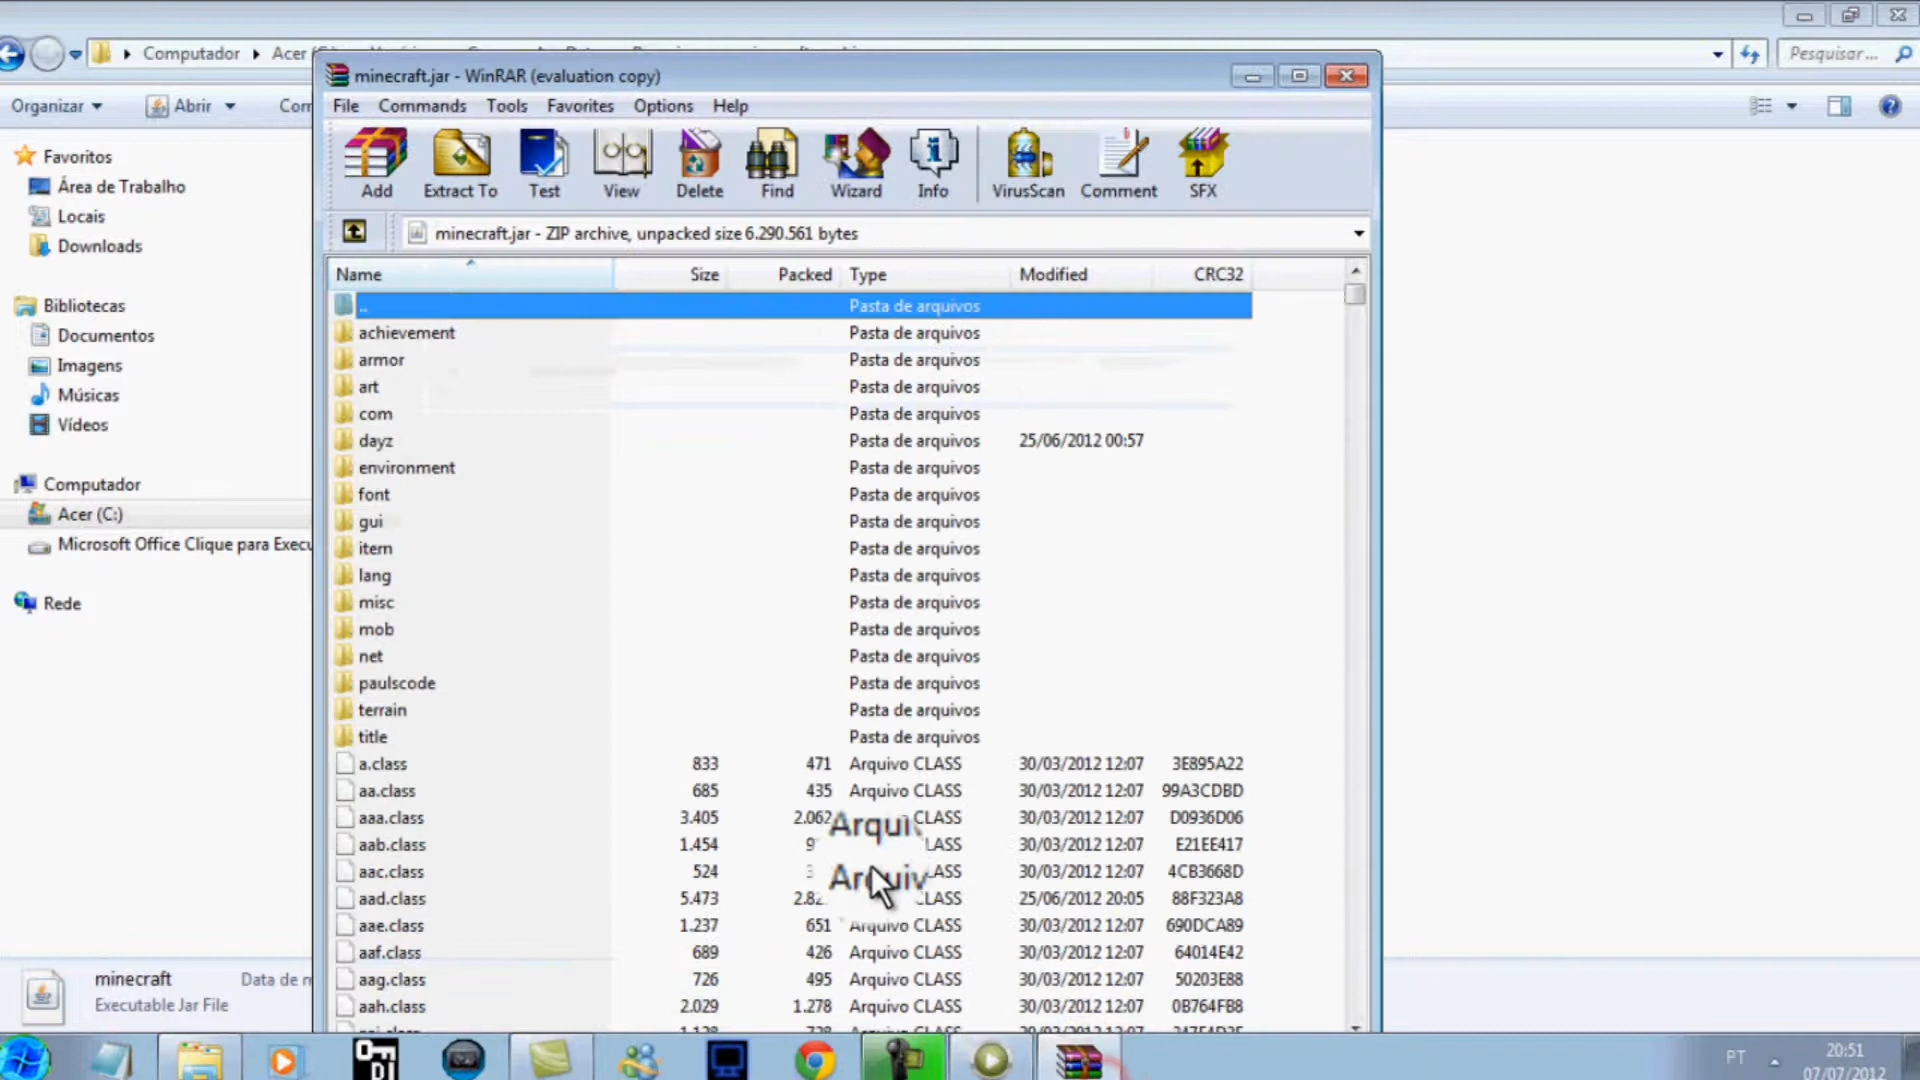 Computador
Acer
Pesquisar ...
Organizar
Abrir
minecraft.jar - WinRAR (evaluation copy)
File Commands Tools Favorites Options Help
Add Extract To Test View Delete Find Wizard Info VirusScan Comment SFX
minecraft.jar - ZIP archive, unpacked size 6.290.561 bytes
Name Size Packed Type Modified CRC32
.. Pasta de arquivos
achievement Pasta de arquivos
armor Pasta de arquivos
art Pasta de arquivos
com Pasta de arquivos
dayz Pasta de arquivos 25/06/2012 00:57
environment Pasta de arquivos
font Pasta de arquivos
gui Pasta de arquivos
item Pasta de arquivos
lang Pasta de arquivos
misc Pasta de arquivos
mob Pasta de arquivos
net Pasta de arquivos
paulscode Pasta de arquivos
terrain Pasta de arquivos
title Pasta de arquivos
a.class 833 471 Arquivo CLASS 30/03/2012 12:07 3E895A22
aa.class 685 435 Arquivo CLASS 30/03/2012 12:07 99A3CDBD
aaa.class 3.405 2.062 CLASS 30/03/2012 12:07 D0936D06
aab.class 1.454 30/03/2012 12:07 E21EE417
aac.class 524 30/03/2012 12:07 4CB3668D
aad.class 5.473 CLASS 25/06/2012 20:05 88F323A8
aae.class 1.237 651 Arquivo CLASS 30/03/2012 12:07 690DCA89
aaf.class 689 426 Arquivo CLASS 30/03/2012 12:07 64014E42
aag.class 726 495 Arquivo CLASS 30/03/2012 12:07 50203E88
aah.class 2.029 1.278 Arquivo CLASS 30/03/2012 12:07 0B764FB8
Favoritos
Área de Trabalho
Locais
Downloads
Bibliotecas
Documentos
Imagens
Músicas
Vídeos
Computador
Acer (C:)
Microsoft Office Clique para Execu
Rede
minecraft Data de
Executable Jar File
PT
20:51
07/07/2012